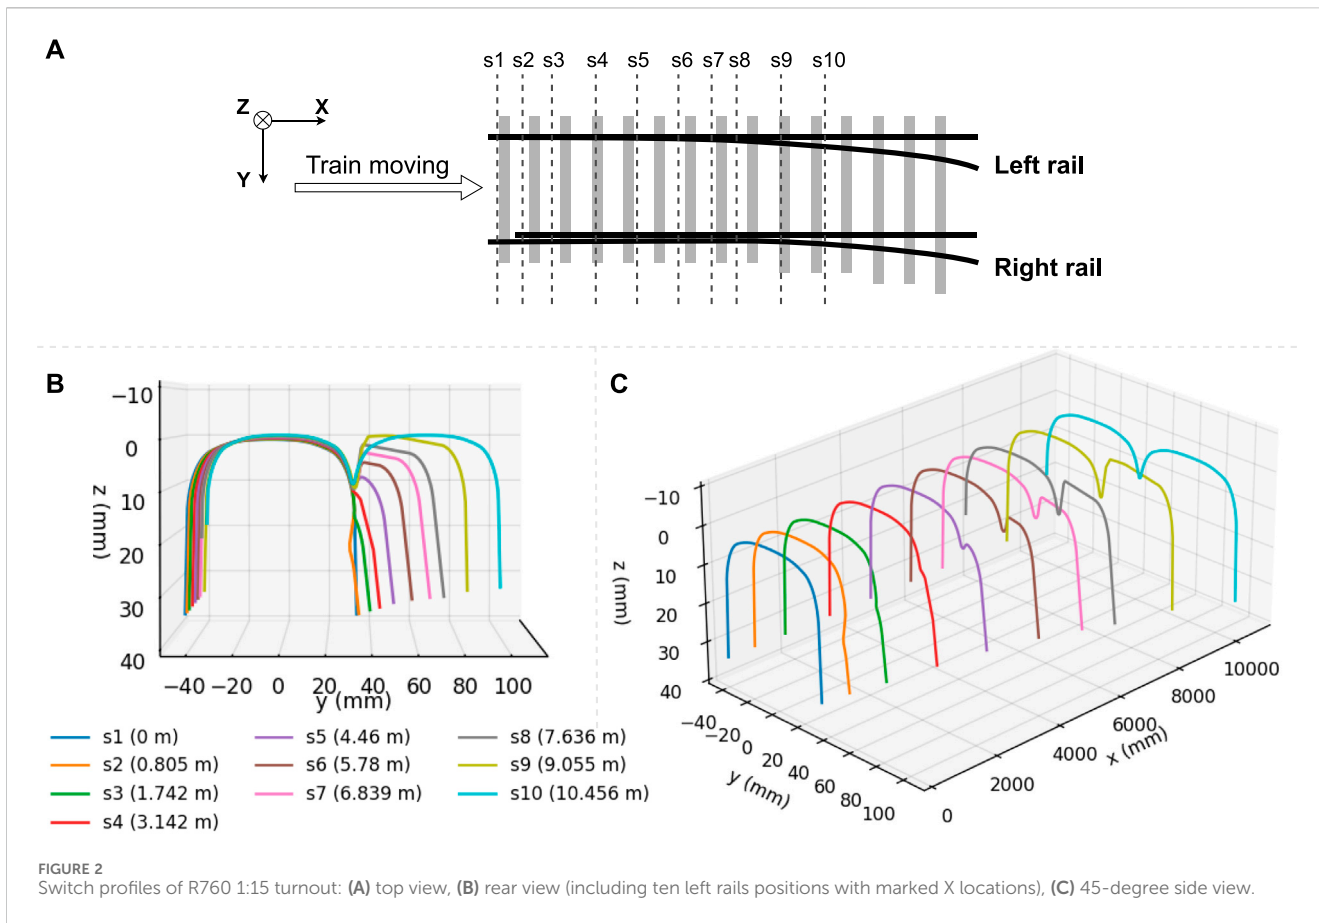 A
s1 s2 s3 s4 s5 s6 s7 s8 s9 s10
Z X
Y
Train moving
Left rail
Right rail
B
−10
0
10
20
30
40
z (mm)
−40 −20 0 20 40 60 80 100
y (mm)
C
−10
0
10
20
30
40
z (mm)
−40
−20
0
20
40
60
80
100
y (mm)
0
2000
4000
6000
8000
10000
x (mm)
s1 (0 m)
s2 (0.805 m)
s3 (1.742 m)
s4 (3.142 m)
s5 (4.46 m)
s6 (5.78 m)
s7 (6.839 m)
s8 (7.636 m)
s9 (9.055 m)
s10 (10.456 m)
FIGURE 2
Switch profiles of R760 1:15 turnout: (A) top view, (B) rear view (including ten left rails positions with marked X locations), (C) 45-degree side view.